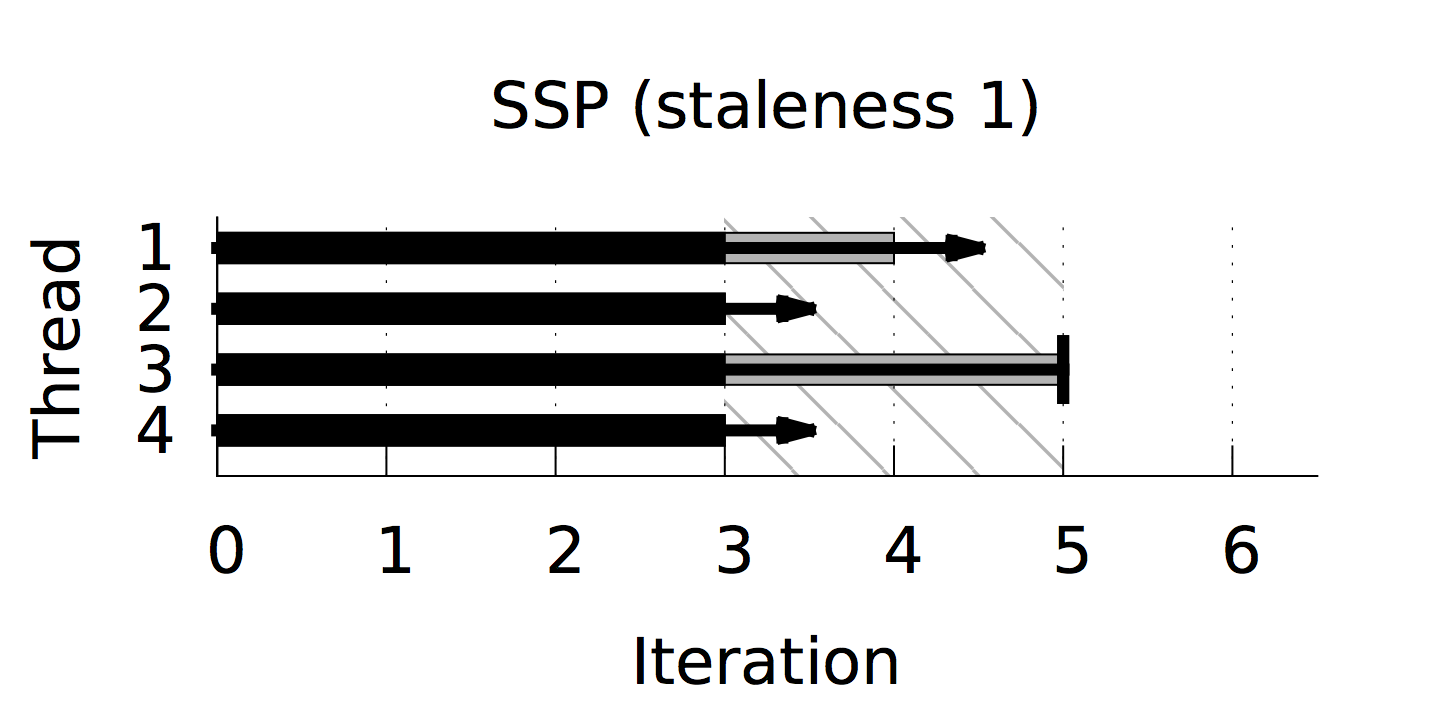 SSP (staleness 1)
Thread
1
2
3
4
0 1 2 3 4 5 6
Iteration